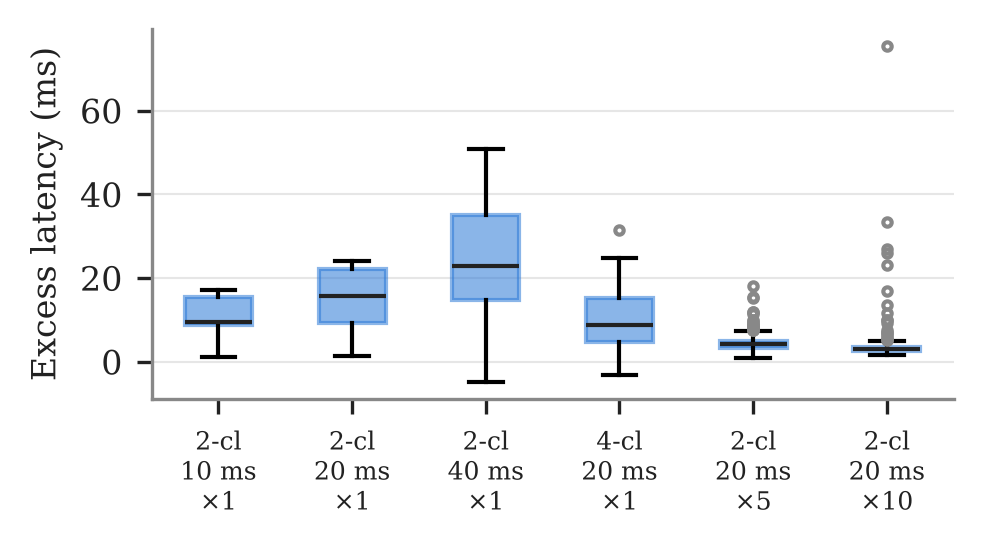 Excess latency (ms)
60
40
20
0
2-cl
10 ms
×1
2-cl
20 ms
×1
2-cl
40 ms
×1
4-cl
20 ms
×1
2-cl
20 ms
×5
2-cl
20 ms
×10